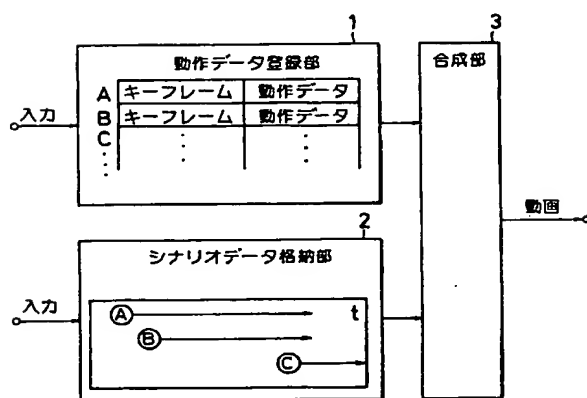 1
動作データ登録部
A キーフレーム 動作データ
B キーフレーム 動作データ
C ⋮ ⋮
⋮
入力
2
シナリオデータ格納部
A t
B
C
入力
3
合成部
動画